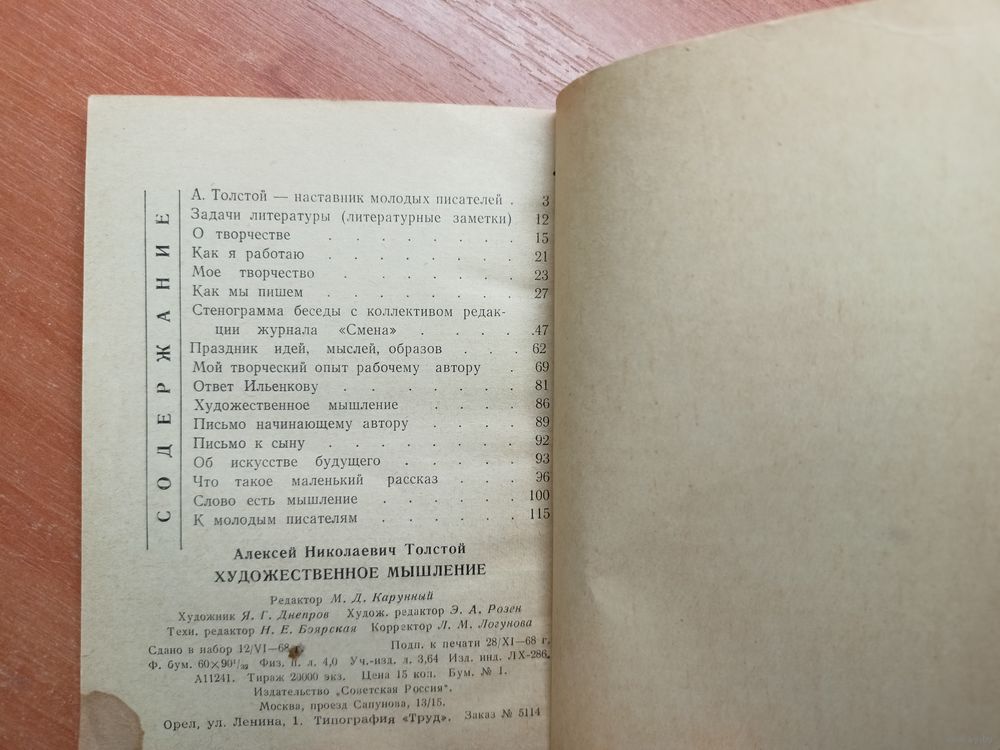 СОДЕРЖАНИЕ
А. Толстой — наставник молодых писателей . 3
Задачи литературы (литературные заметки) 12
О творчестве . . . . . . . 15
Как я работаю . . . . . . . . 21
Мое творчество . . . . . . . 23
Как мы пишем . . . . . . . . 27
Стенограмма беседы с коллективом редак-
ции журнала «Смена» . . . . .47
Праздник идей, мыслей, образов . . . 62
Мой творческий опыт рабочему автору . 69
Ответ Ильенкову . . . . . . . 81
Художественное мышление . . . . 86
Письмо начинающему автору . . . . 89
Письмо к сыну . . . . . . . . 92
Об искусстве будущего . . . . . 93
Что такое маленький рассказ . . . . 96
Слово есть мышление . . . . . . 100
К молодым писателям . . . . . . 115
Алексей Николаевич Толстой
ХУДОЖЕСТВЕННОЕ МЫШЛЕНИЕ
Редактор М. Д. Карунный
Художник Я. Г. Днепров Худож. редактор Э. А. Розен
Техн. редактор Н. Е. Боярская Корректор Л. М. Логунова
Сдано в набор 12/VI—68 г. Подп. к печати 28/XI—68 г.
Ф. бум. 60×90¹/₃₂ Физ. п. л. 4,0 Уч.-изд. л. 3,64 Изд. инд. ЛХ-286.
А11241. Тираж 20000 экз. Цена 15 коп. Бум. № 1.
Издательство „Советская Россия".
Москва, проезд Сапунова, 13/15.
Орел, ул. Ленина, 1. Типография «Труд». Заказ № 5114